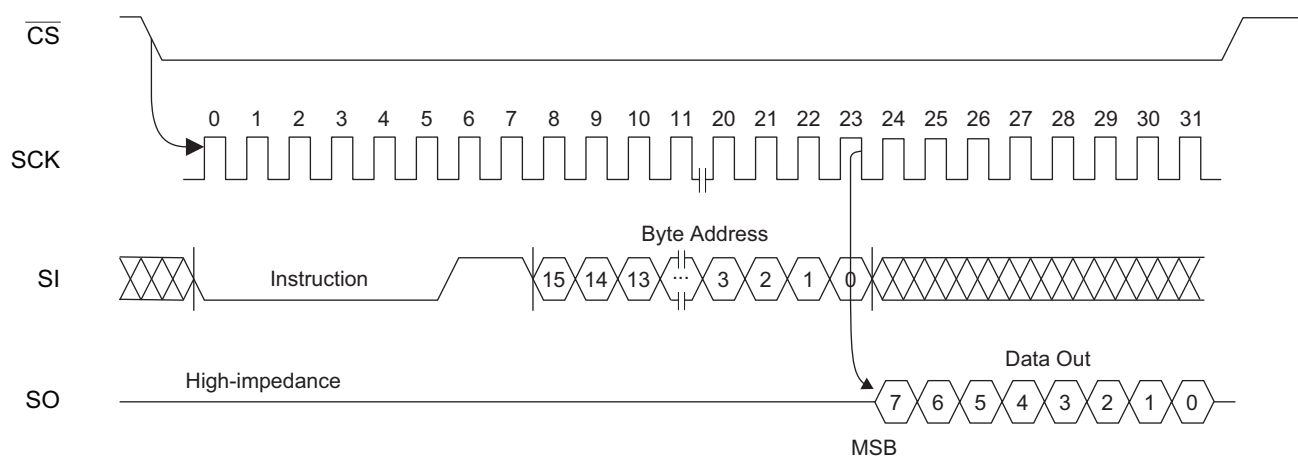 CS
0 1 2 3 4 5 6 7 8 9 10 11 20 21 22 23 24 25 26 27 28 29 30 31
SCK
Byte Address
SI Instruction 15 14 13 ... 3 2 1 0
Data Out
High-impedance
SO 7 6 5 4 3 2 1 0
MSB